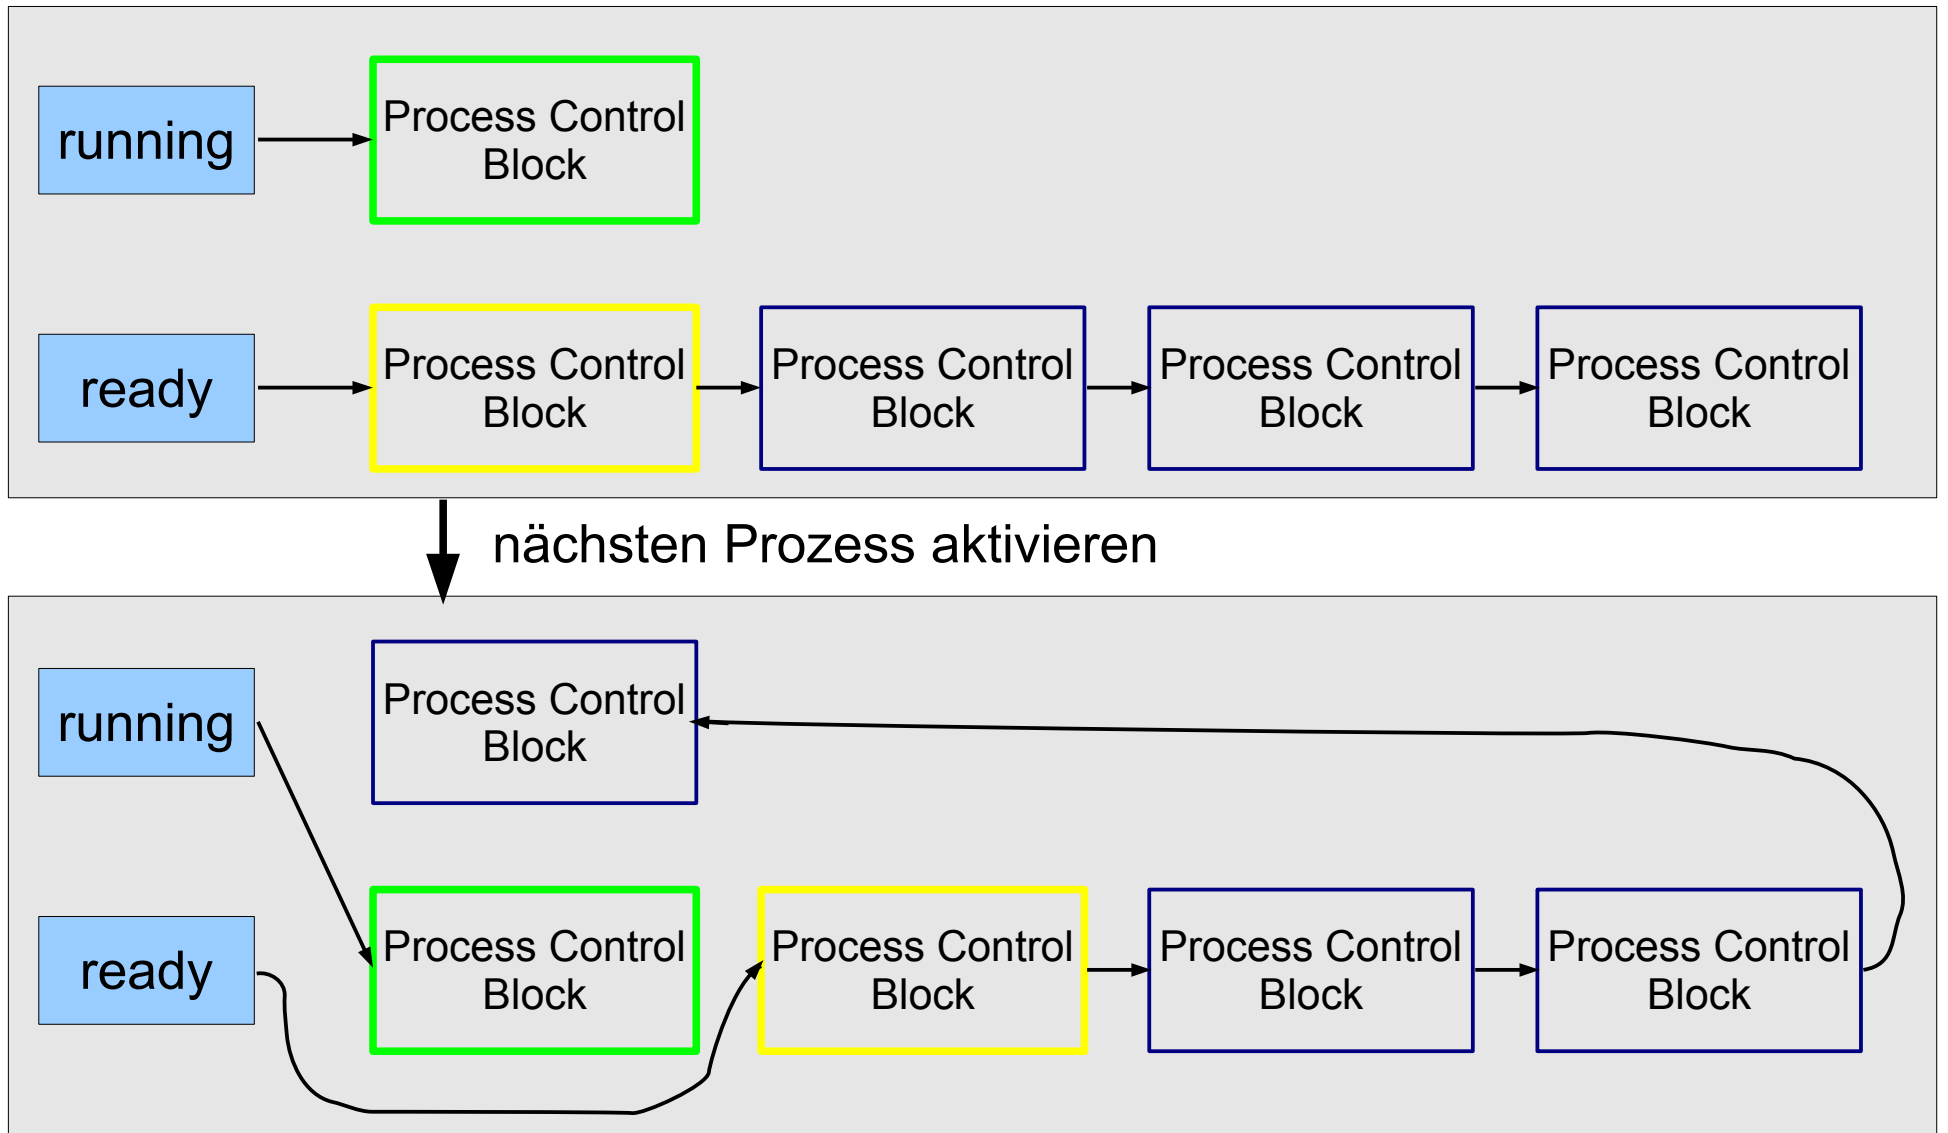 running
Process Control
Block
ready
Process Control
Block
Process Control
Block
Process Control
Block
Process Control
Block
nächsten Prozess aktivieren
running
Process Control
Block
ready
Process Control
Block
Process Control
Block
Process Control
Block
Process Control
Block